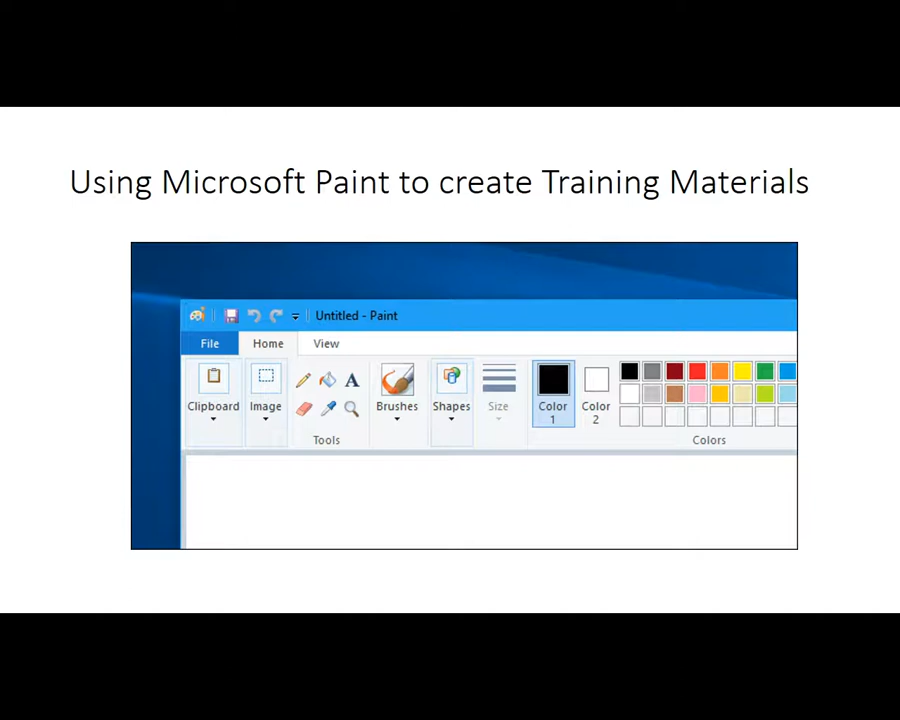 Using Microsoft Paint to create Training Materials
Untitled - Paint
File Home View
Clipboard Image Brushes Shapes Size Color 1 Color 2
Tools Colors